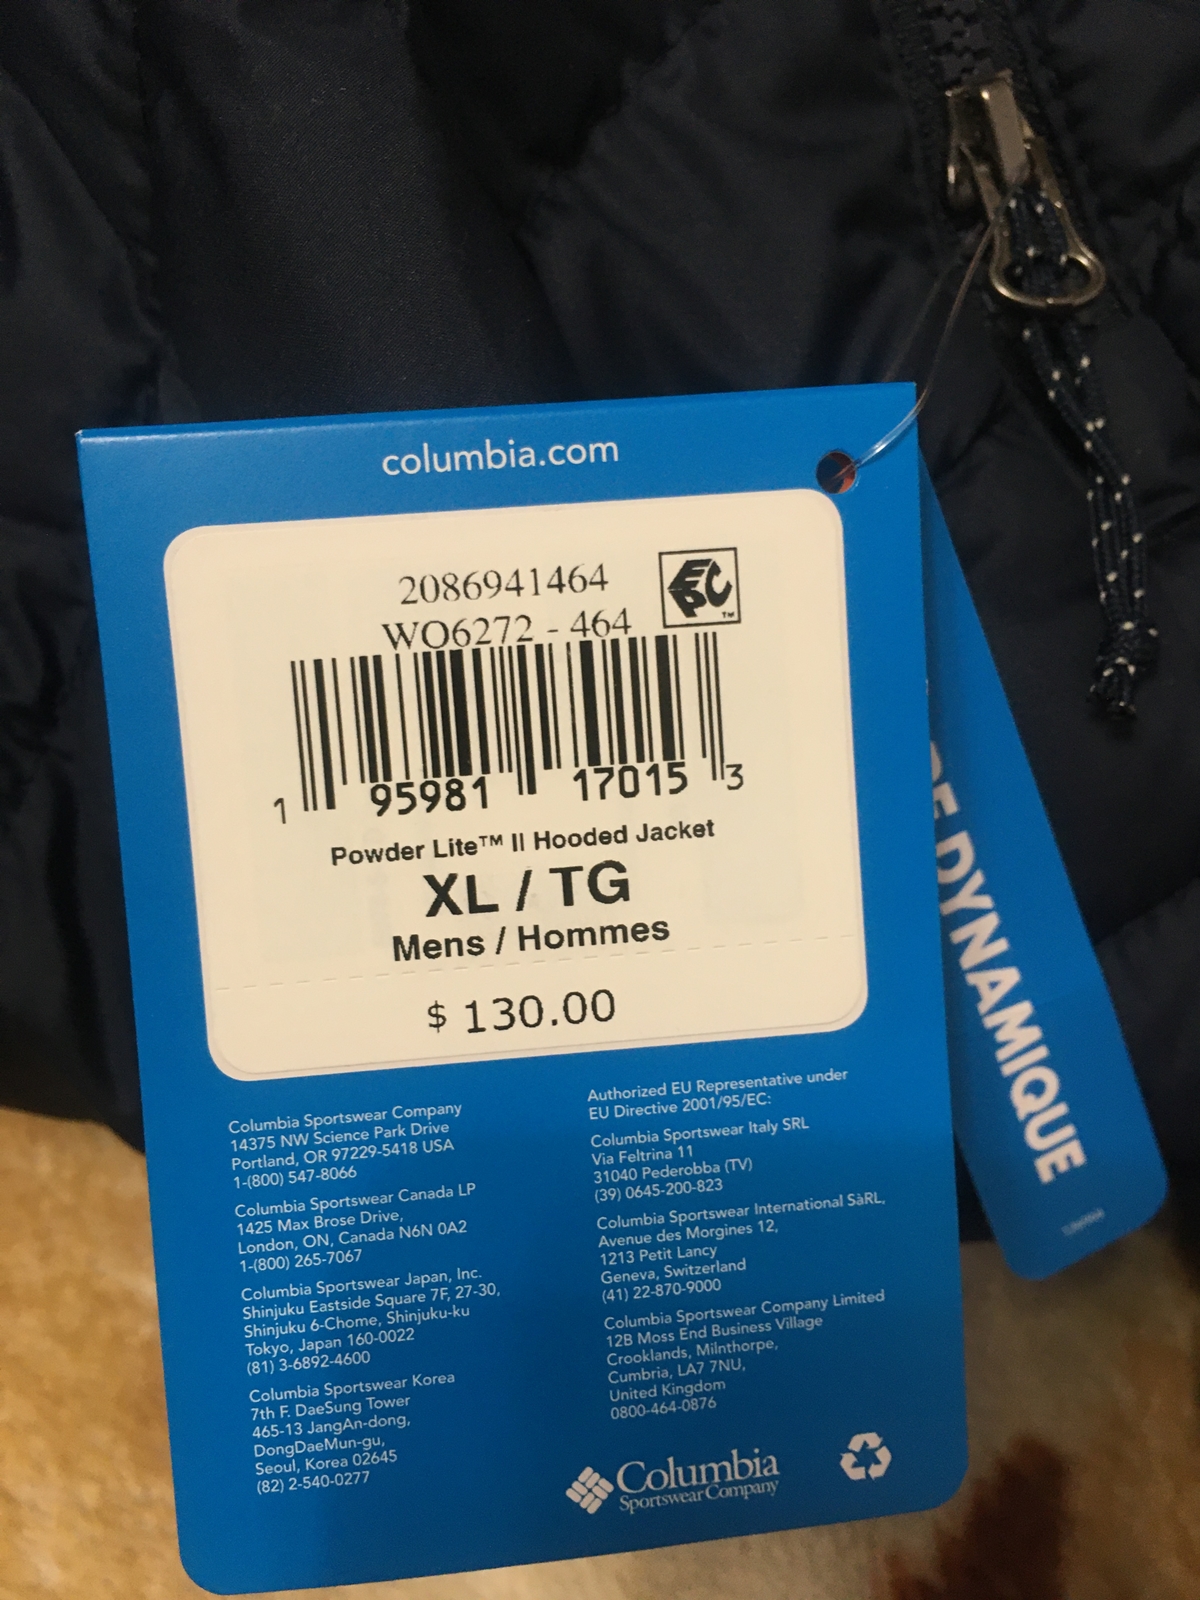 columbia.com
2086941464
WO6272 - 464
EPC™
1 95981 17015 3
Powder Lite™ II Hooded Jacket
XL / TG
Mens / Hommes
$ 130.00
Columbia Sportswear Company
14375 NW Science Park Drive
Portland, OR 97229-5418 USA
1-(800) 547-8066
Columbia Sportswear Canada LP
1425 Max Brose Drive,
London, ON, Canada N6N 0A2
1-(800) 265-7067
Columbia Sportswear Japan, Inc.
Shinjuku Eastside Square 7F, 27-30,
Shinjuku 6-Chome, Shinjuku-ku
Tokyo, Japan 160-0022
(81) 3-6892-4600
Columbia Sportswear Korea
7th F. DaeSung Tower
465-13 JangAn-dong,
DongDaeMun-gu,
Seoul, Korea 02645
(82) 2-540-0277
Authorized EU Representative under
EU Directive 2001/95/EC:
Columbia Sportswear Italy SRL
Via Feltrina 11
31040 Pederobba (TV)
(39) 0645-200-823
Columbia Sportswear International SàRL,
Avenue des Morgines 12,
1213 Petit Lancy
Geneva, Switzerland
(41) 22-870-9000
Columbia Sportswear Company Limited
12B Moss End Business Village
Crooklands, Milnthorpe,
Cumbria, LA7 7NU,
United Kingdom
0800-464-0876
Columbia
Sportswear Company
DYNAMIQUE